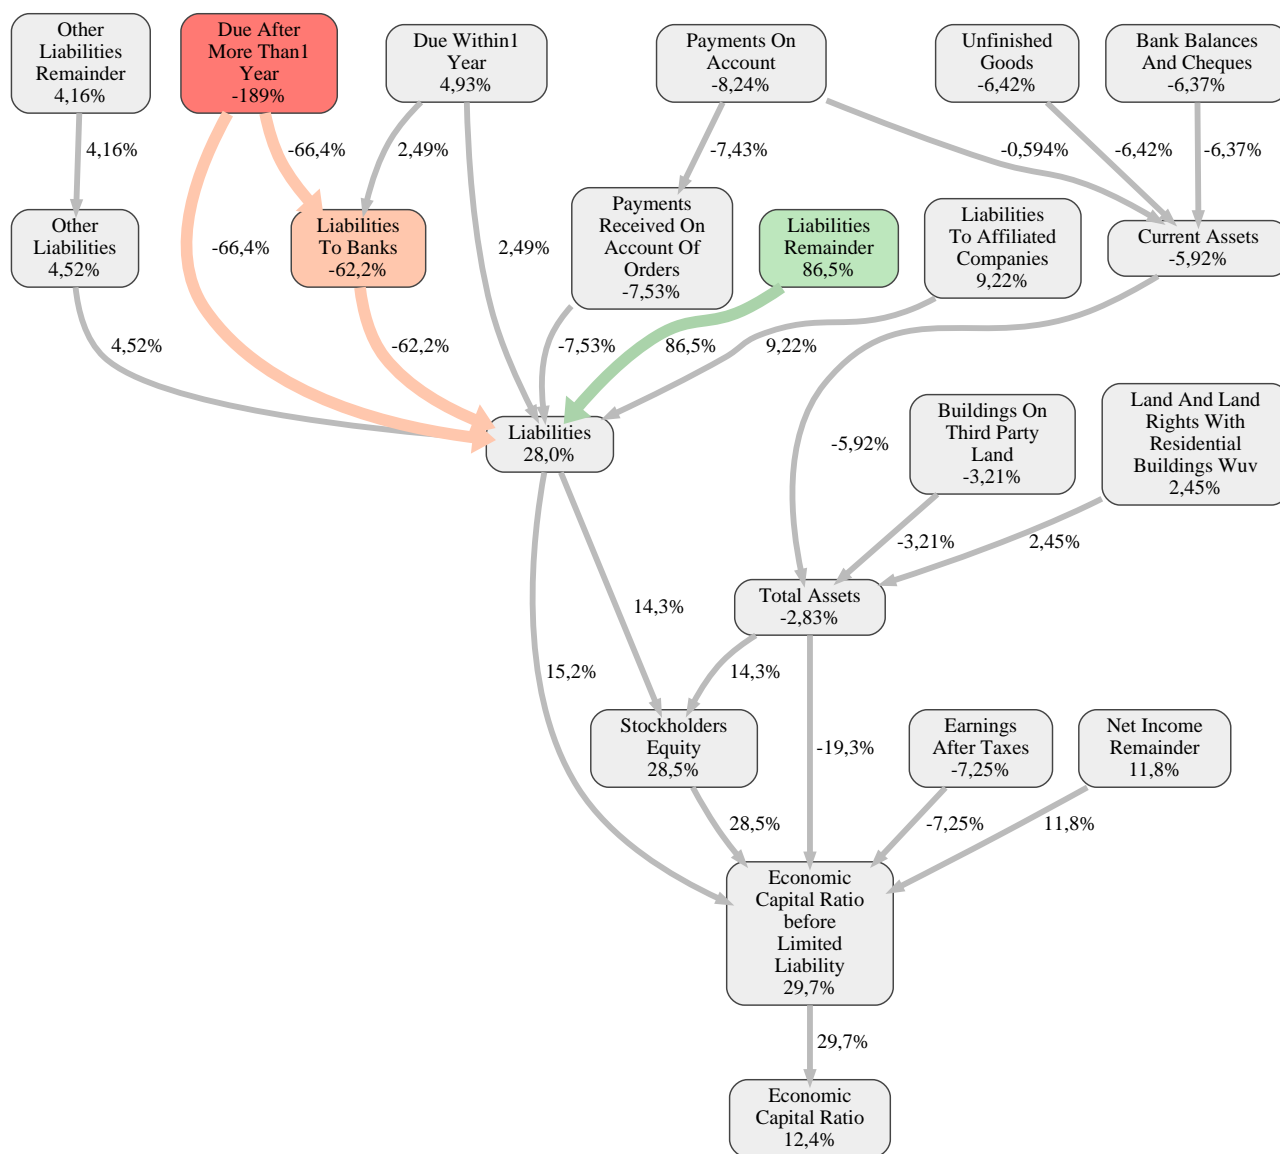 Other
Liabilities
Remainder
4,16%
Due After
More Than1
Year
-189%
Due Within1
Year
4,93%
Payments On
Account
-8,24%
Unfinished
Goods
-6,42%
Bank Balances
And Cheques
-6,37%
4,16%
-66,4%
2,49%
-7,43%
-0,594%
-6,42%
-6,37%
Other
Liabilities
4,52%
-66,4%
Liabilities
To Banks
-62,2%
2,49%
Payments
Received On
Account Of
Orders
-7,53%
Liabilities
Remainder
86,5%
Liabilities
To Affiliated
Companies
9,22%
Current Assets
-5,92%
4,52%
-62,2%
-7,53%
86,5%
9,22%
Liabilities
28,0%
-5,92%
Buildings On
Third Party
Land
-3,21%
Land And Land
Rights With
Residential
Buildings Wuv
2,45%
-3,21%
2,45%
14,3%
Total Assets
-2,83%
15,2%
14,3%
Stockholders
Equity
28,5%
-19,3%
Earnings
After Taxes
-7,25%
Net Income
Remainder
11,8%
28,5%
-7,25%
11,8%
Economic
Capital Ratio
before
Limited
Liability
29,7%
29,7%
Economic
Capital Ratio
12,4%